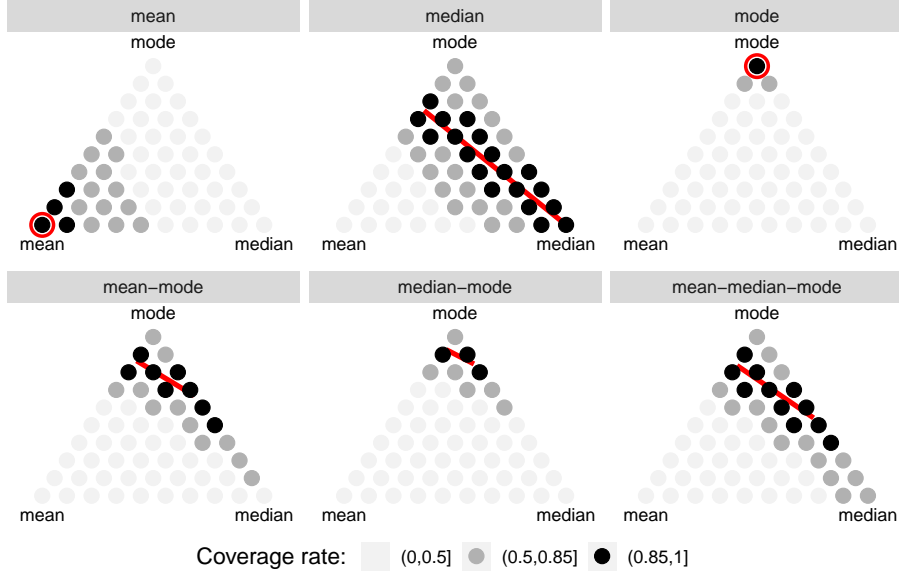 mean median mode
mode mode mode
mean median mean median mean median
mean−mode median−mode mean−median−mode
mode mode mode
mean median mean median mean median
Coverage rate: (0,0.5] (0.5,0.85] (0.85,1]